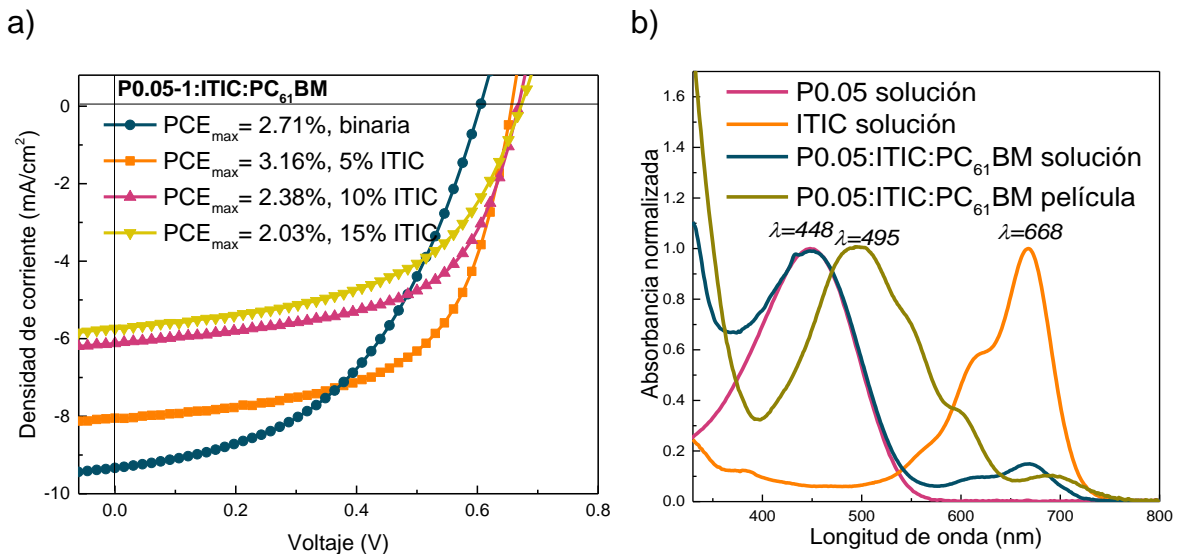 a)
P0.05-1:ITIC:PC61BM
PCEmax= 2.71%, binaria
PCEmax= 3.16%, 5% ITIC
PCEmax= 2.38%, 10% ITIC
PCEmax= 2.03%, 15% ITIC
Densidad de corriente (mA/cm2)
0
-2
-4
-6
-8
-10
0.0
0.2
0.4
0.6
0.8
Voltaje (V)
b)
P0.05 solución
ITIC solución
P0.05:ITIC:PC61BM solución
P0.05:ITIC:PC61BM película
λ=448
λ=495
λ=668
Absorbancia normalizada
1.6
1.4
1.2
1.0
0.8
0.6
0.4
0.2
0.0
400
500
600
700
800
Longitud de onda (nm)